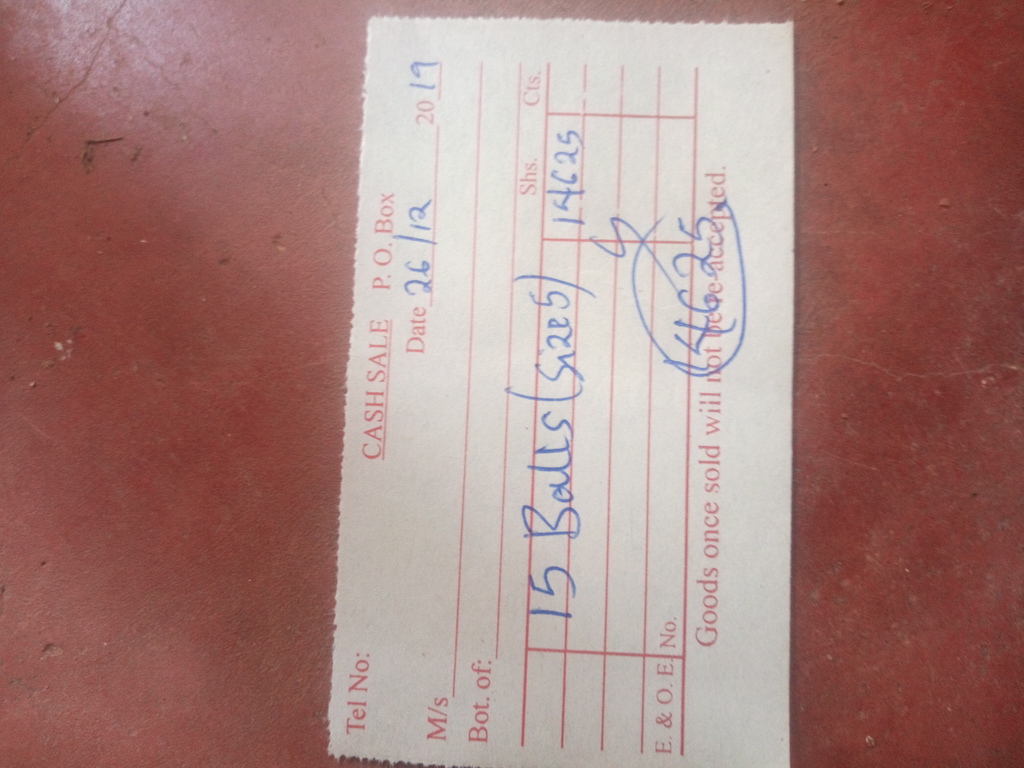 Tel No:
CASH SALE P. O. Box
Date 26/12 2019
M/s
Bot. of:
Shs. Cts.
15 Balls (size 5) 14625
E. & O. E. No. 14625
Goods once sold will not be re-accepted.